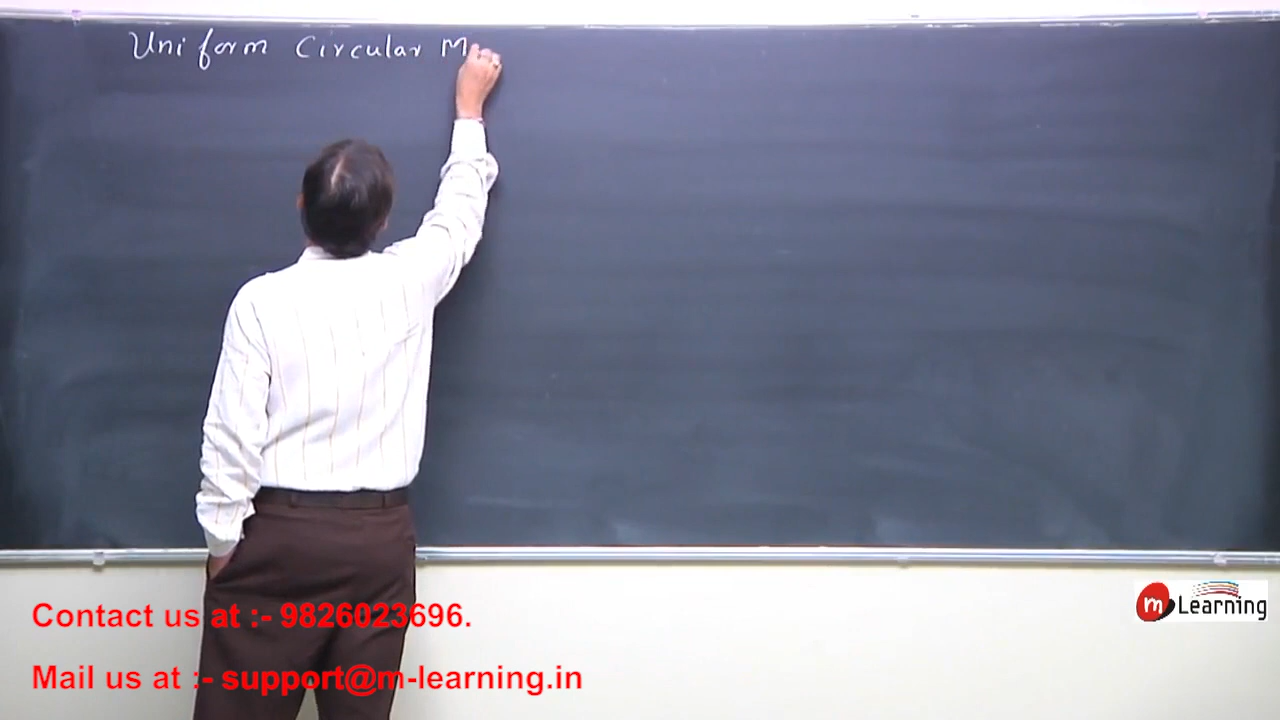 Uniform Circular M
Contact us at :- 9826023696.
Mail us at :- support@m-learning.in
m Learning